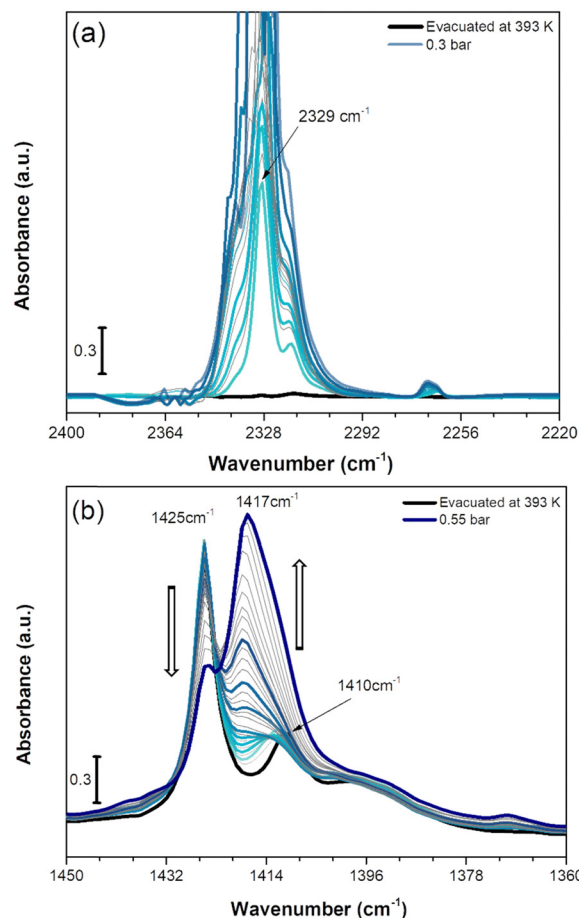 (a)
Evacuated at 393 K
0.3 bar
2329 cm⁻¹
Absorbance (a.u.)
0.3
2400 2364 2328 2292 2256 2220
Wavenumber (cm⁻¹)
(b)
1425cm⁻¹
1417cm⁻¹
Evacuated at 393 K
0.55 bar
1410cm⁻¹
Absorbance (a.u.)
0.3
1450 1432 1414 1396 1378 1360
Wavenumber (cm⁻¹)